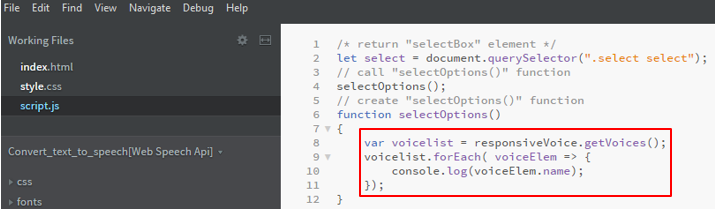 File Edit Find View Navigate Debug Help
Working Files
index.html
style.css
script.js
Convert_text_to_speech[Web Speech Api]
css
fonts
1 /* return "selectBox" element */
2 let select = document.querySelector(".select select");
3 // call "selectOptions()" function
4 selectOptions();
5 // create "selectOptions()" function
6 function selectOptions()
7 {
8 var voicelist = responsiveVoice.getVoices();
9 voicelist.forEach( voiceElem => {
10 console.log(voiceElem.name);
11 });
12 }